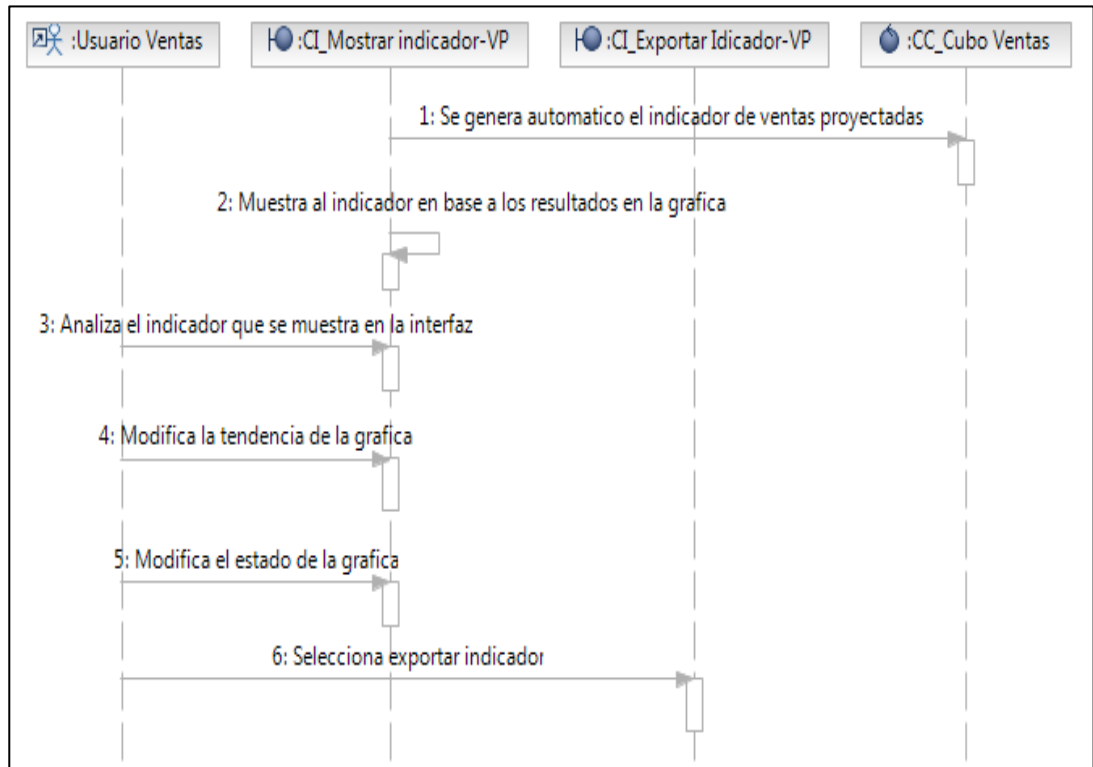 :Usuario Ventas
:CI_Mostrar indicador-VP
:CI_Exportar Idicador-VP
:CC_Cubo Ventas
1: Se genera automatico el indicador de ventas proyectadas
2: Muestra al indicador en base a los resultados en la grafica
3: Analiza el indicador que se muestra en la interfaz
4: Modifica la tendencia de la grafica
5: Modifica el estado de la grafica
6: Selecciona exportar indicador